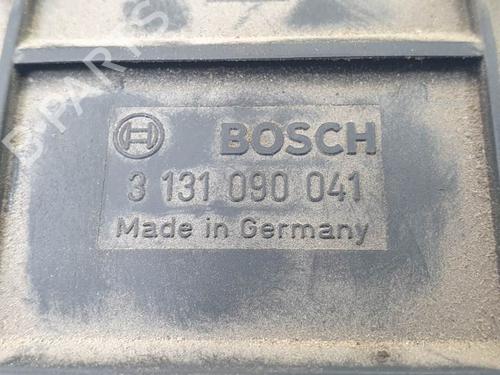 BOSCH
3 131 090 041
Made in Germany
B-PARTS